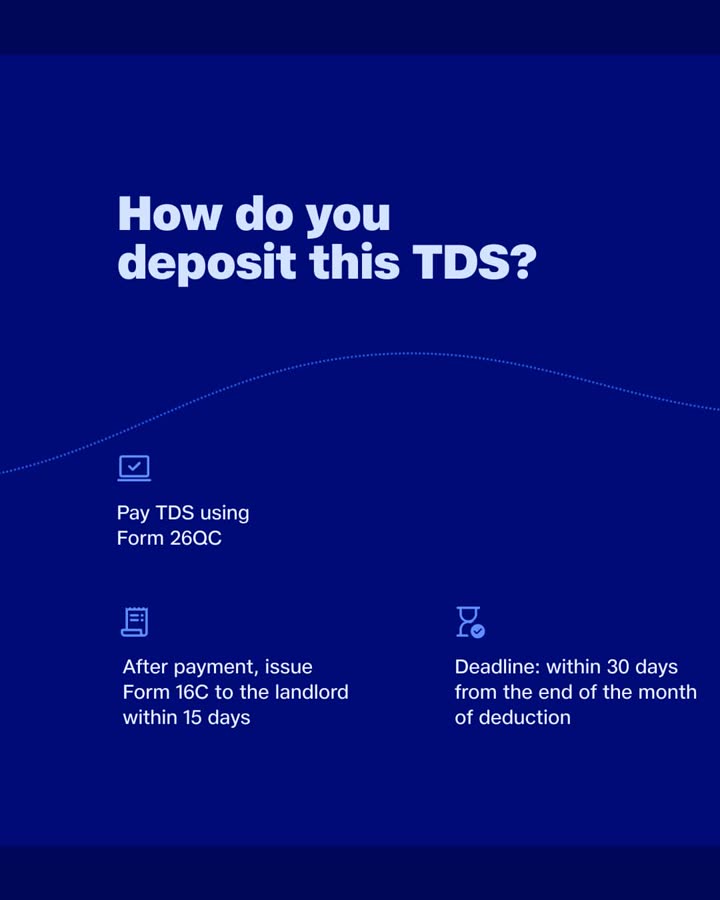 How do you
deposit this TDS?
Pay TDS using
Form 26QC
After payment, issue
Form 16C to the landlord
within 15 days
Deadline: within 30 days
from the end of the month
of deduction